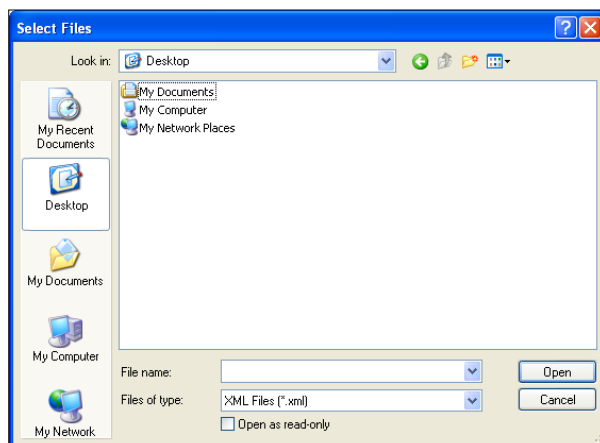 Select Files
Look in:
Desktop
My Recent
Documents
Desktop
My Documents
My Computer
My Network
My Documents
My Computer
My Network Places
File name:
Open
Files of type:
XML Files (*.xml)
Cancel
Open as read-only